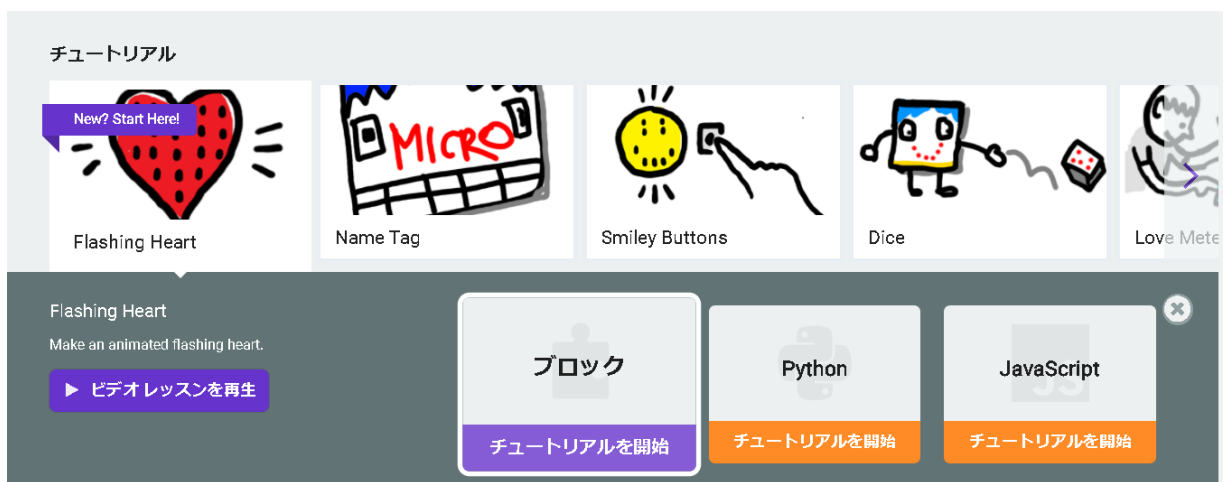 チュートリアル
New? Start Here!
MICRO
Flashing Heart
Name Tag
Smiley Buttons
Dice
Love Mete
Flashing Heart
Make an animated flashing heart.
ビデオ レッスンを再生
ブロック
チュートリアルを開始
Python
チュートリアルを開始
JS
JavaScript
チュートリアルを開始